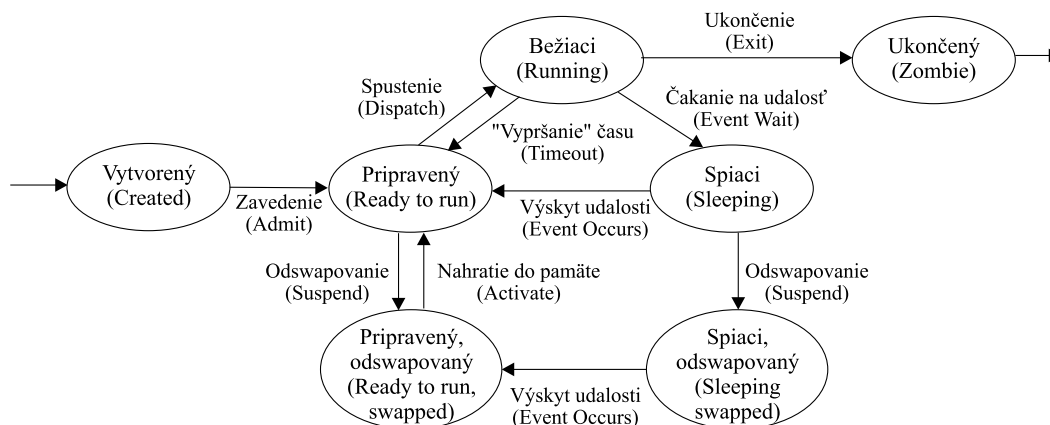 Bežiaci
(Running)
Ukončenie
(Exit)
Ukončený
(Zombie)
Spustenie
(Dispatch)
"Vypršanie" času
(Timeout)
Čakanie na udalosť
(Event Wait)
Vytvorený
(Created)
Zavedenie
(Admit)
Pripravený
(Ready to run)
Výskyt udalosti
(Event Occurs)
Spiaci
(Sleeping)
Odswapovanie
(Suspend)
Nahratie do pamäte
(Activate)
Odswapovanie
(Suspend)
Pripravený,
odswapovaný
(Ready to run,
swapped)
Výskyt udalosti
(Event Occurs)
Spiaci,
odswapovaný
(Sleeping
swapped)